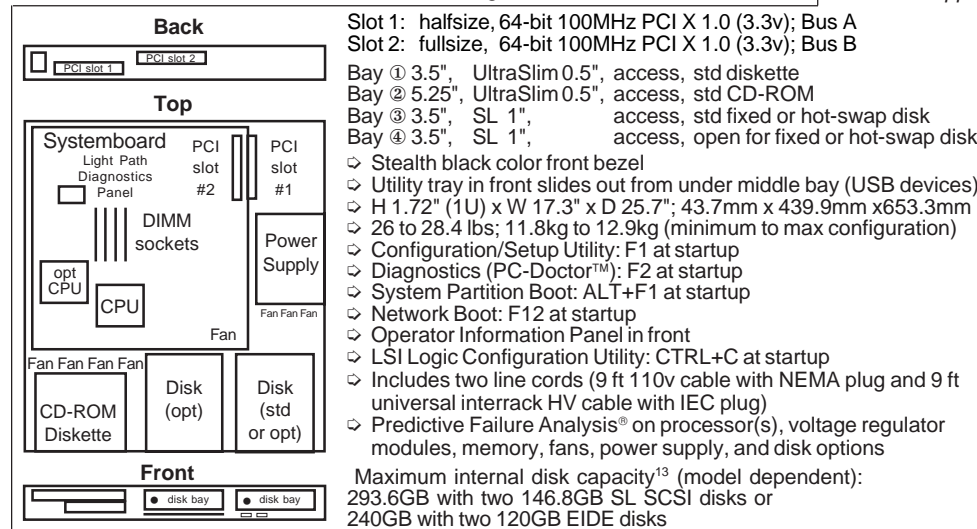 Back
PCI slot 1
PCI slot 2
Top
Systemboard
Light Path
Diagnostics
Panel
PCI
slot
#2
PCI
slot
#1
DIMM
sockets
Power
Supply
opt
CPU
CPU
Fan Fan Fan
Fan
Fan Fan Fan Fan
CD-ROM
Diskette
Disk
(opt)
Disk
(std
or opt)
Front
disk bay
disk bay
Slot 1: halfsize, 64-bit 100MHz PCI X 1.0 (3.3v); Bus A
Slot 2: fullsize, 64-bit 100MHz PCI X 1.0 (3.3v); Bus B
Bay ① 3.5", UltraSlim 0.5", access, std diskette
Bay ② 5.25", UltraSlim 0.5", access, std CD-ROM
Bay ③ 3.5", SL 1", access, std fixed or hot-swap disk
Bay ④ 3.5", SL 1", access, open for fixed or hot-swap disk
➪ Stealth black color front bezel
➪ Utility tray in front slides out from under middle bay (USB devices)
➪ H 1.72" (1U) x W 17.3" x D 25.7"; 43.7mm x 439.9mm x653.3mm
➪ 26 to 28.4 lbs; 11.8kg to 12.9kg (minimum to max configuration)
➪ Configuration/Setup Utility: F1 at startup
➪ Diagnostics (PC-Doctor™): F2 at startup
➪ System Partition Boot: ALT+F1 at startup
➪ Network Boot: F12 at startup
➪ Operator Information Panel in front
➪ LSI Logic Configuration Utility: CTRL+C at startup
➪ Includes two line cords (9 ft 110v cable with NEMA plug and 9 ft
universal interrack HV cable with IEC plug)
➪ Predictive Failure Analysis® on processor(s), voltage regulator
modules, memory, fans, power supply, and disk options
Maximum internal disk capacity¹³ (model dependent):
293.6GB with two 146.8GB SL SCSI disks or
240GB with two 120GB EIDE disks